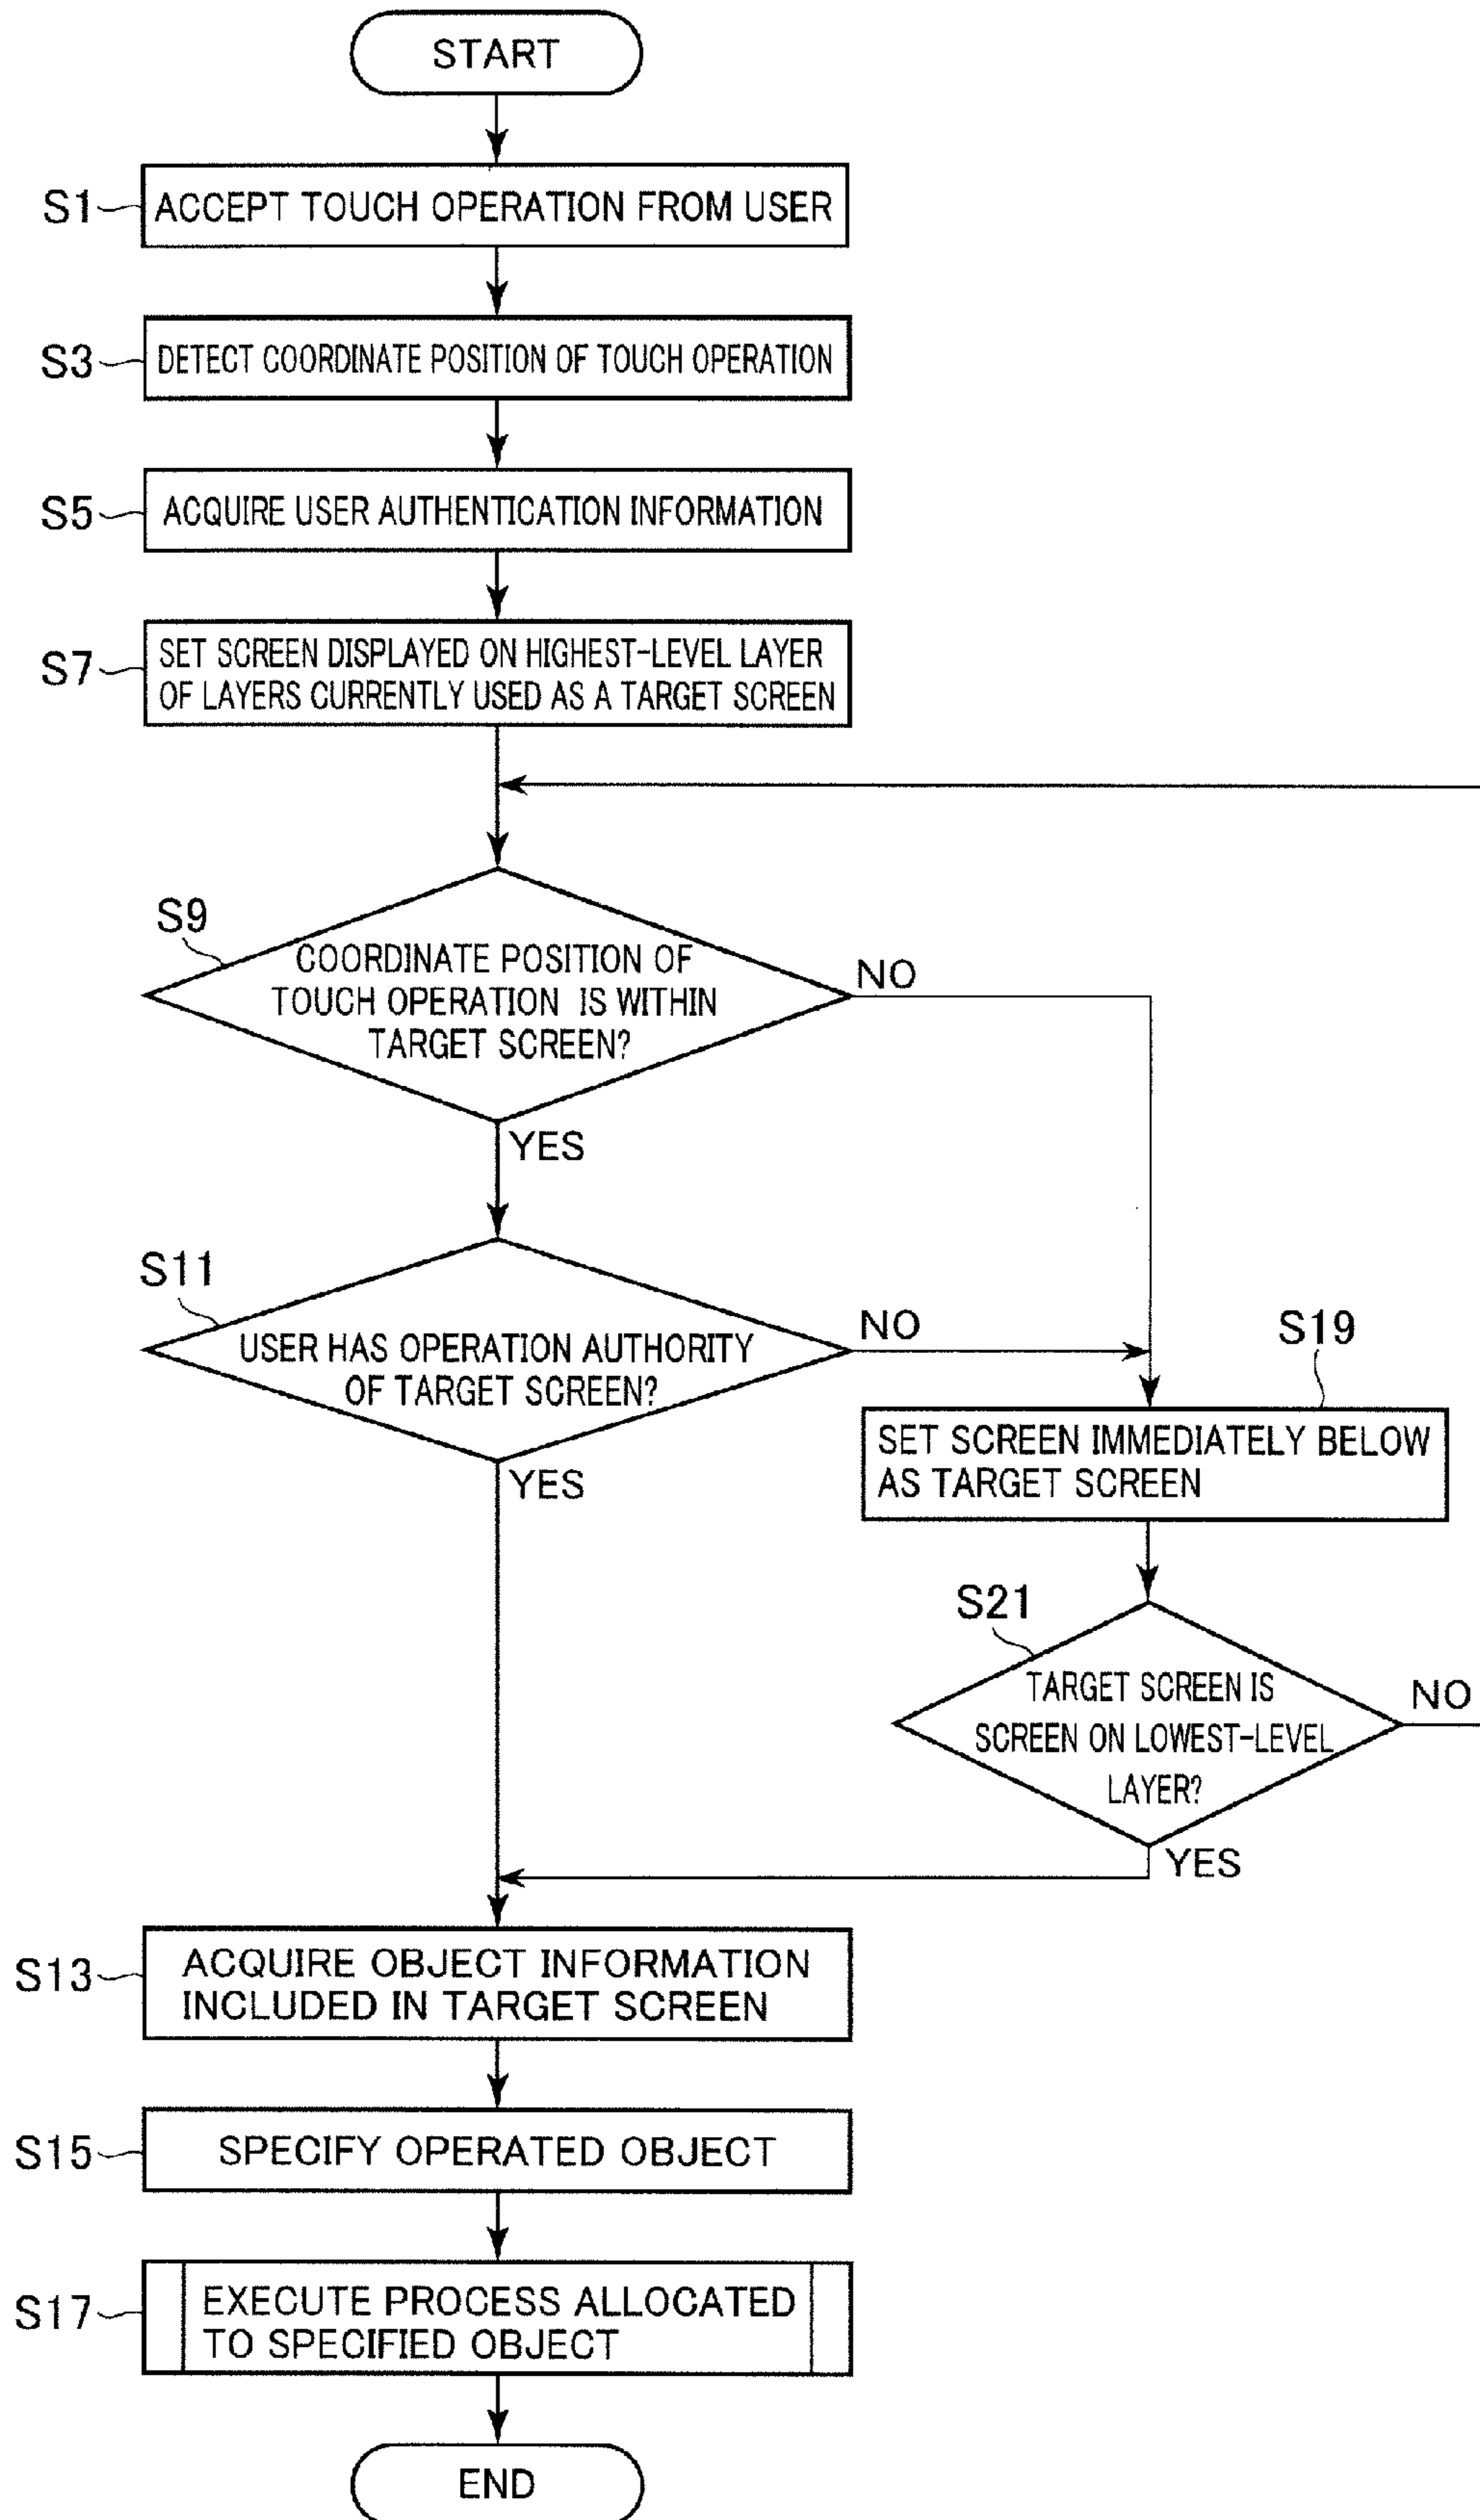 START
S1
ACCEPT TOUCH OPERATION FROM USER
S3
DETECT COORDINATE POSITION OF TOUCH OPERATION
S5
ACQUIRE USER AUTHENTICATION INFORMATION
S7
SET SCREEN DISPLAYED ON HIGHEST-LEVEL LAYER
OF LAYERS CURRENTLY USED AS A TARGET SCREEN
S9
COORDINATE POSITION OF
TOUCH OPERATION IS WITHIN
TARGET SCREEN?
NO
YES
S11
USER HAS OPERATION AUTHORITY
OF TARGET SCREEN?
NO
YES
S19
SET SCREEN IMMEDIATELY BELOW
AS TARGET SCREEN
S21
TARGET SCREEN IS
SCREEN ON LOWEST-LEVEL
LAYER?
NO
YES
S13
ACQUIRE OBJECT INFORMATION
INCLUDED IN TARGET SCREEN
S15
SPECIFY OPERATED OBJECT
S17
EXECUTE PROCESS ALLOCATED
TO SPECIFIED OBJECT
END